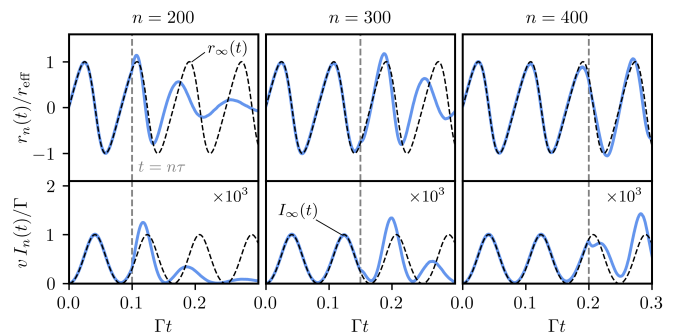 n = 200
n = 300
n = 400
r∞(t)
1
0
−1
rₙ(t)/r_eff
t = nτ
×10³
×10³
×10³
I∞(t)
2
1
0
v Iₙ(t)/Γ
0.0 0.1 0.2
0.0 0.1 0.2
0.0 0.1 0.2 0.3
Γt
Γt
Γt